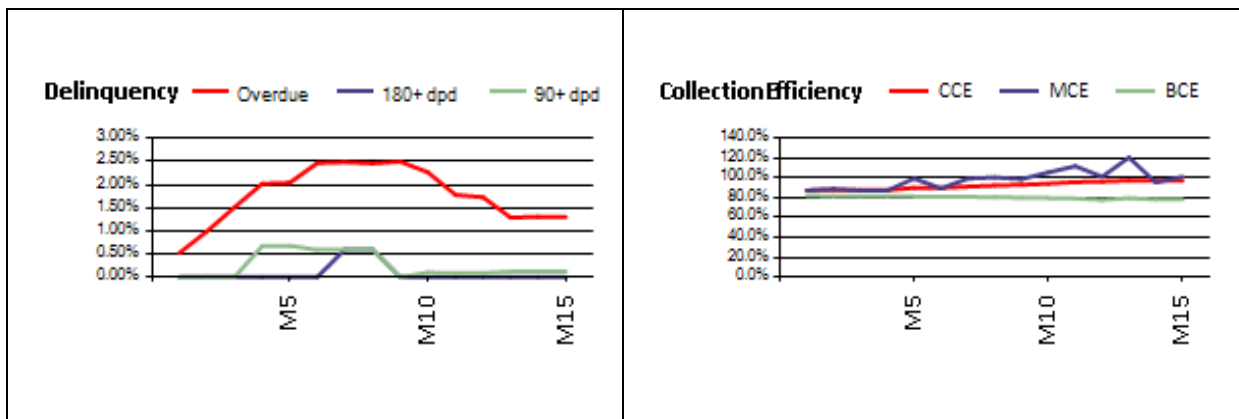 Delinquency Overdue 180+ dpd 90+ dpd
3.00%
2.50%
2.00%
1.50%
1.00%
0.50%
0.00%
M5
M10
M15
Collection Efficiency CCE MCE BCE
140.0%
120.0%
100.0%
80.0%
60.0%
40.0%
20.0%
0.0%
M5
M10
M15